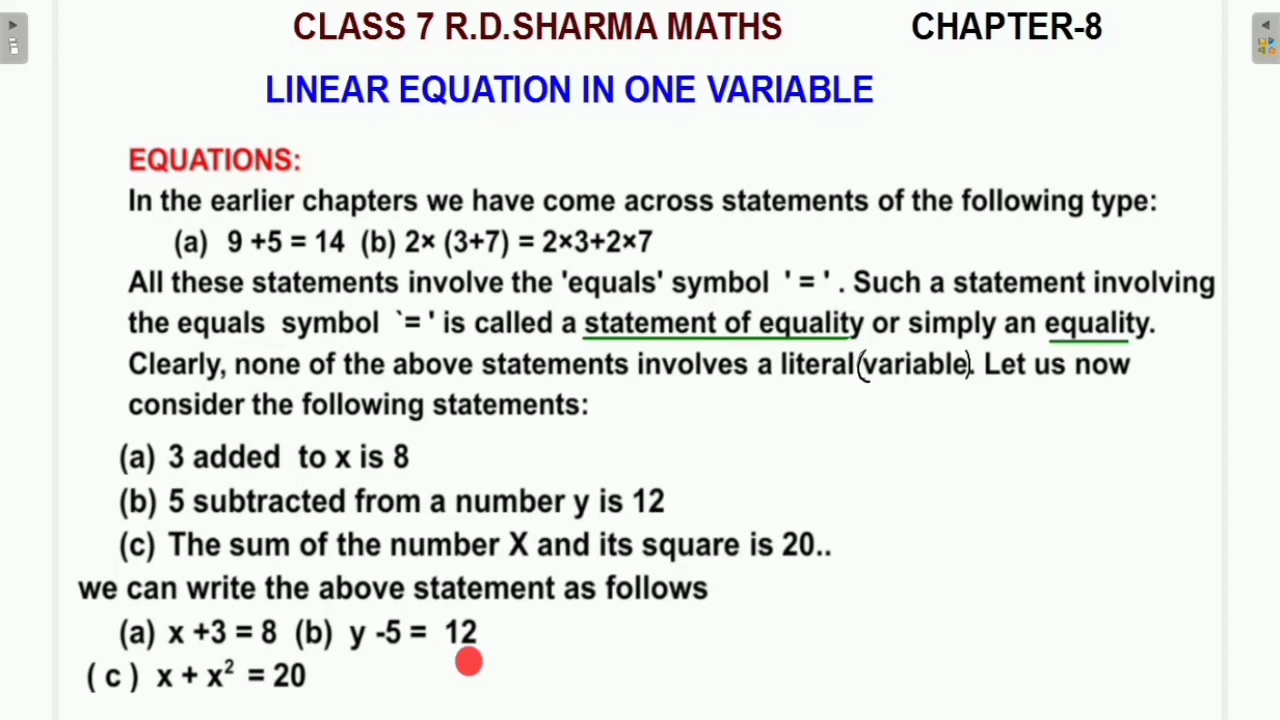 CLASS 7 R.D.SHARMA MATHS CHAPTER-8
LINEAR EQUATION IN ONE VARIABLE
EQUATIONS:
In the earlier chapters we have come across statements of the following type:
(a) 9 +5 = 14 (b) 2× (3+7) = 2×3+2×7
All these statements involve the 'equals' symbol ' = ' . Such a statement involving
the equals symbol `= ' is called a statement of equality or simply an equality.
Clearly, none of the above statements involves a literal(variable). Let us now
consider the following statements:
(a) 3 added to x is 8
(b) 5 subtracted from a number y is 12
(c) The sum of the number X and its square is 20..
we can write the above statement as follows
(a) x +3 = 8 (b) y -5 = 12
( c ) x + x² = 20